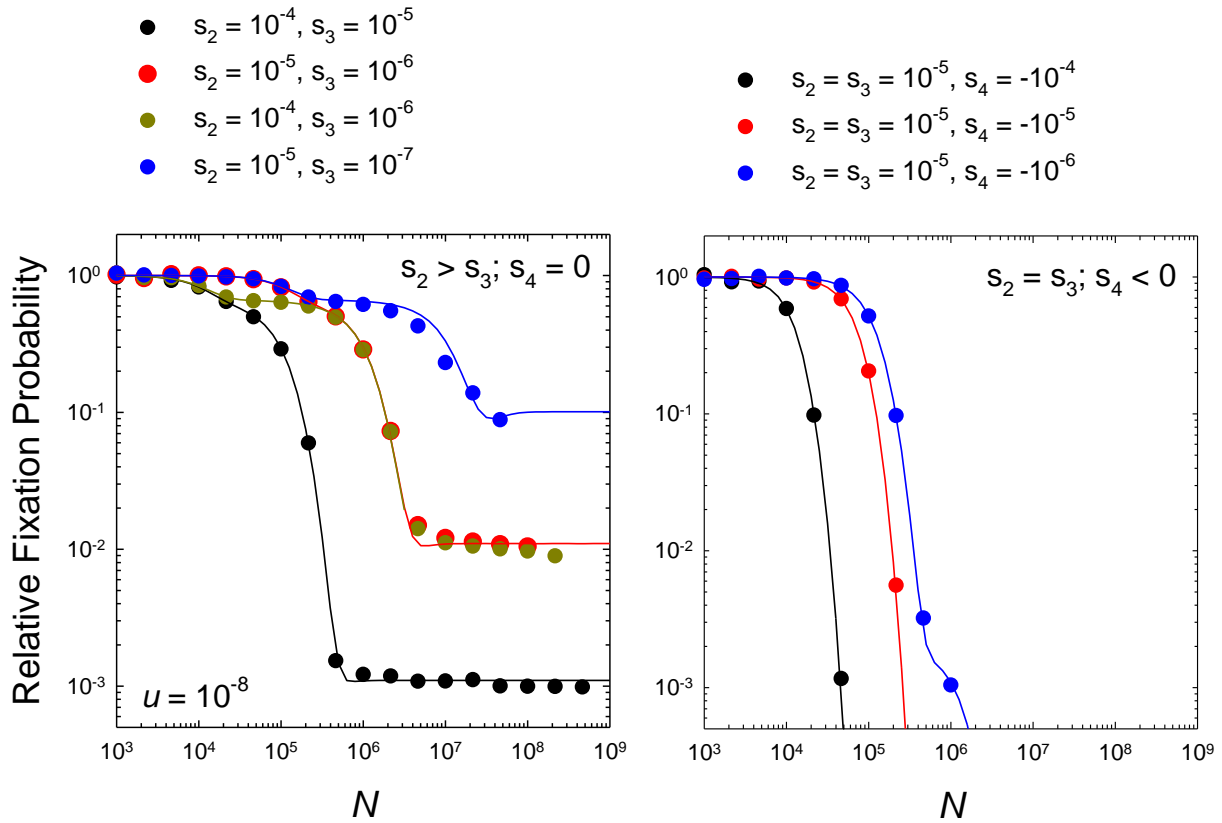 s₂ = 10⁻⁴, s₃ = 10⁻⁵
s₂ = 10⁻⁵, s₃ = 10⁻⁶
s₂ = 10⁻⁴, s₃ = 10⁻⁶
s₂ = 10⁻⁵, s₃ = 10⁻⁷
s₂ = s₃ = 10⁻⁵, s₄ = -10⁻⁴
s₂ = s₃ = 10⁻⁵, s₄ = -10⁻⁵
s₂ = s₃ = 10⁻⁵, s₄ = -10⁻⁶
Relative Fixation Probability
s₂ > s₃; s₄ = 0
10⁰
10⁻¹
10⁻²
10⁻³
u = 10⁻⁸
10³ 10⁴ 10⁵ 10⁶ 10⁷ 10⁸ 10⁹
N
s₂ = s₃; s₄ < 0
10⁰
10⁻¹
10⁻²
10⁻³
10³ 10⁴ 10⁵ 10⁶ 10⁷ 10⁸ 10⁹
N